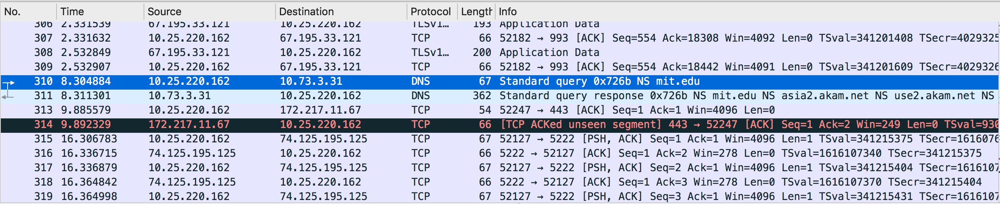 No. Time Source Destination Protocol Length Info
306 2.331539 67.195.33.121 10.25.220.162 TLSv1… 193 Application Data
307 2.331632 10.25.220.162 67.195.33.121 TCP 66 52182 → 993 [ACK] Seq=554 Ack=18308 Win=4092 Len=0 TSval=341201408 TSecr=4029325
308 2.532849 67.195.33.121 10.25.220.162 TLSv1… 200 Application Data
309 2.532907 10.25.220.162 67.195.33.121 TCP 66 52182 → 993 [ACK] Seq=554 Ack=18442 Win=4091 Len=0 TSval=341201609 TSecr=4029326
310 8.304884 10.25.220.162 10.73.3.31 DNS 67 Standard query 0x726b NS mit.edu
311 8.311301 10.73.3.31 10.25.220.162 DNS 362 Standard query response 0x726b NS mit.edu NS asia2.akam.net NS use2.akam.net NS
313 9.885579 10.25.220.162 172.217.11.67 TCP 54 52247 → 443 [ACK] Seq=1 Ack=1 Win=4096 Len=0
314 9.892329 172.217.11.67 10.25.220.162 TCP 66 [TCP ACKed unseen segment] 443 → 52247 [ACK] Seq=1 Ack=2 Win=249 Len=0 TSval=930
315 16.306783 10.25.220.162 74.125.195.125 TCP 67 52127 → 5222 [PSH, ACK] Seq=1 Ack=1 Win=4096 Len=1 TSval=341215375 TSecr=1616076
316 16.336715 74.125.195.125 10.25.220.162 TCP 66 5222 → 52127 [ACK] Seq=1 Ack=2 Win=278 Len=0 TSval=1616107340 TSecr=341215375
317 16.336879 10.25.220.162 74.125.195.125 TCP 67 52127 → 5222 [PSH, ACK] Seq=2 Ack=1 Win=4096 Len=1 TSval=341215404 TSecr=1616107
318 16.364842 74.125.195.125 10.25.220.162 TCP 66 5222 → 52127 [ACK] Seq=1 Ack=3 Win=278 Len=0 TSval=1616107370 TSecr=341215404
319 16.364998 10.25.220.162 74.125.195.125 TCP 67 52127 → 5222 [PSH, ACK] Seq=3 Ack=1 Win=4096 Len=1 TSval=341215431 TSecr=1616107